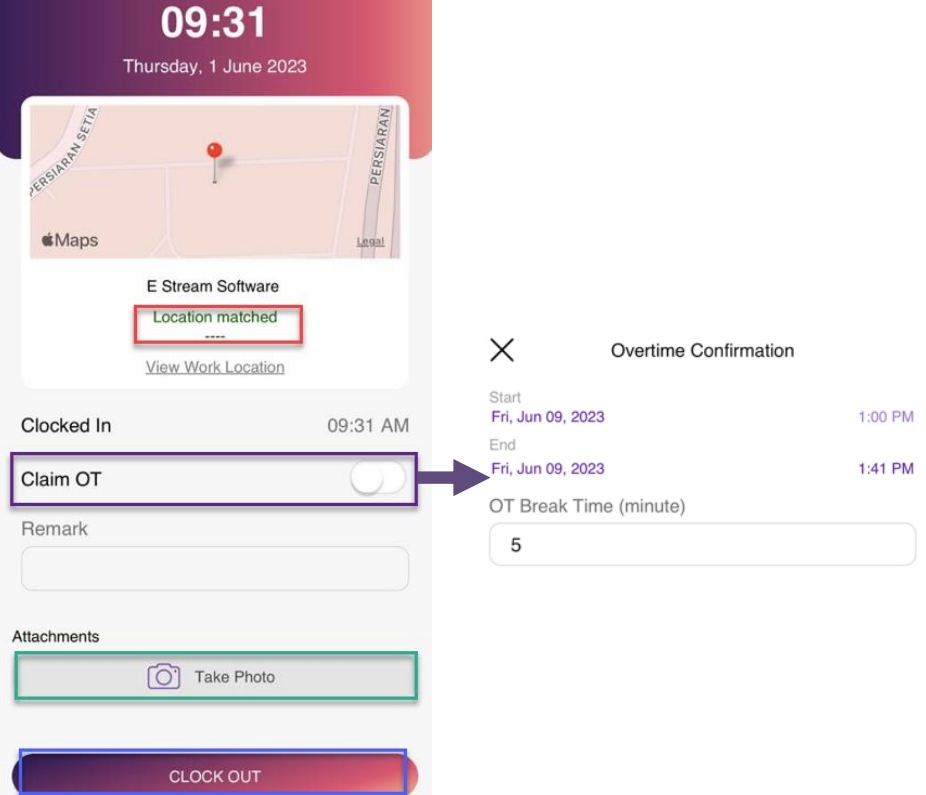 09:31
Thursday, 1 June 2023
PERSIARAN SETIA
PERSIARAN
Maps
Legal
E Stream Software
Location matched
----
View Work Location
Clocked In 09:31 AM
Claim OT
Remark
Attachments
Take Photo
CLOCK OUT
Overtime Confirmation
Start
Fri, Jun 09, 2023 1:00 PM
End
Fri, Jun 09, 2023 1:41 PM
OT Break Time (minute)
5